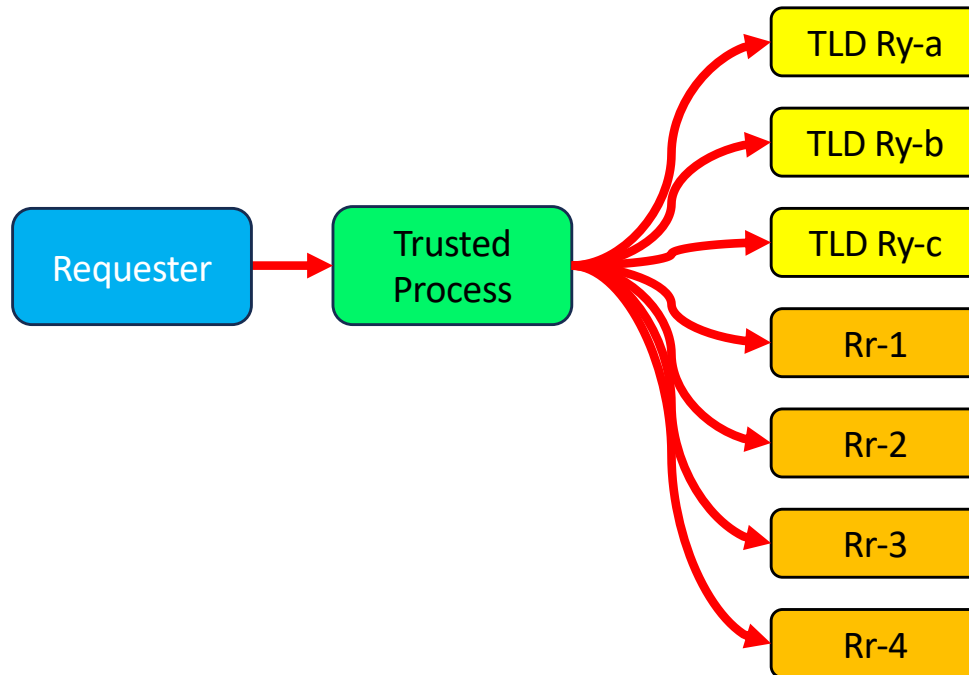 Requester
Trusted
Process
TLD Ry-a
TLD Ry-b
TLD Ry-c
Rr-1
Rr-2
Rr-3
Rr-4